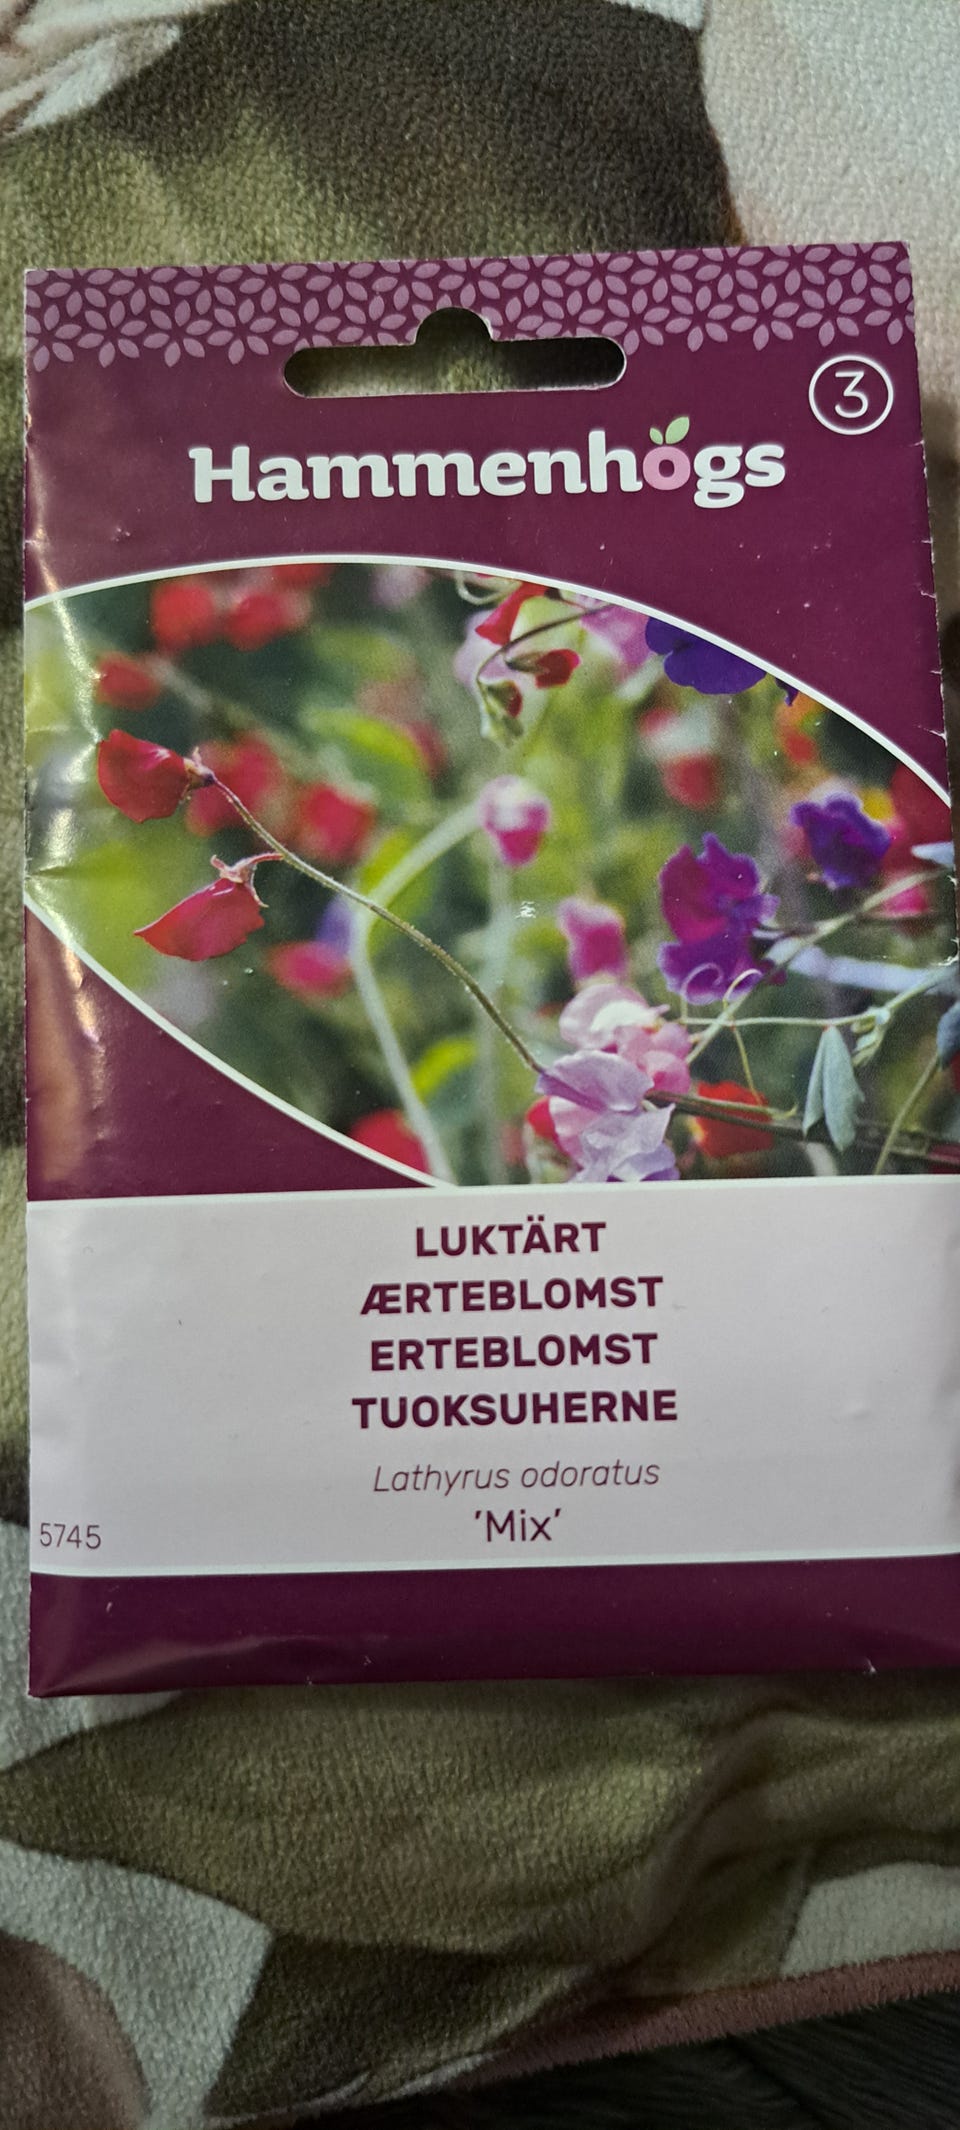 3
Hammenhögs
LUKTÄRT
ÆRTEBLOMST
ERTEBLOMST
TUOKSUHERNE
Lathyrus odoratus
'Mix'
5745